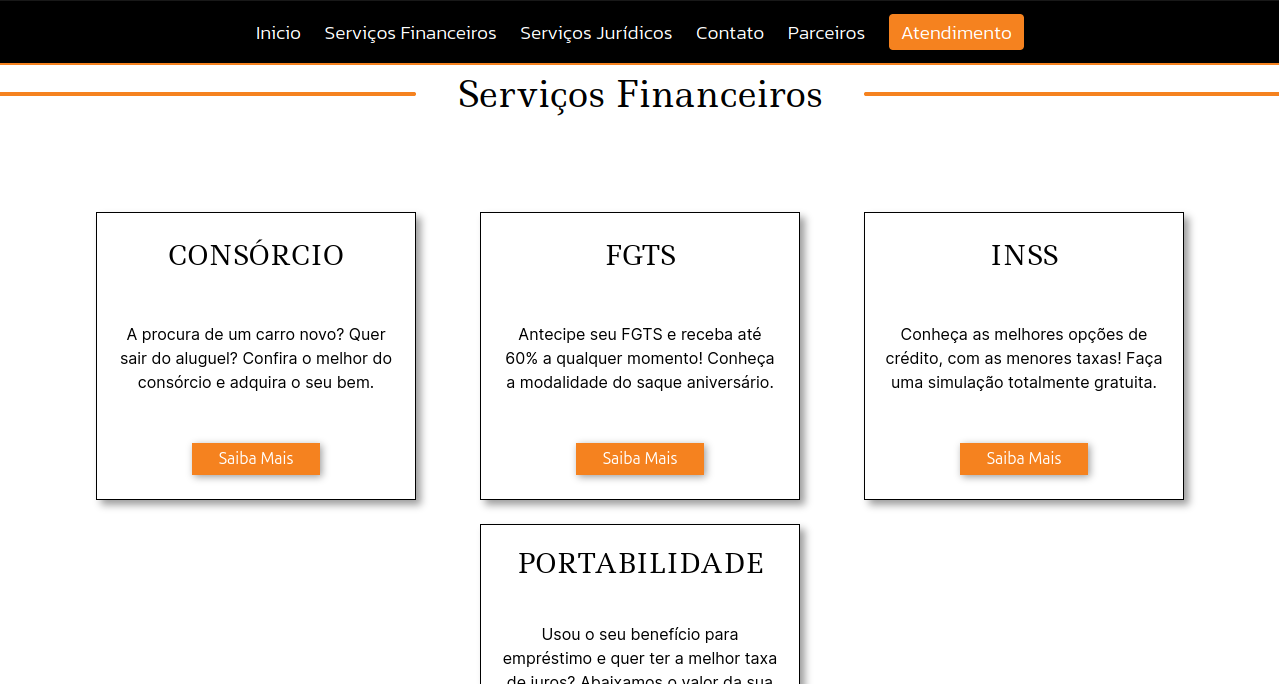 Inicio Serviços Financeiros Serviços Jurídicos Contato Parceiros Atendimento
Serviços Financeiros
CONSÓRCIO
A procura de um carro novo? Quer
sair do aluguel? Confira o melhor do
consórcio e adquira o seu bem.
Saiba Mais
FGTS
Antecipe seu FGTS e receba até
60% a qualquer momento! Conheça
a modalidade do saque aniversário.
Saiba Mais
INSS
Conheça as melhores opções de
crédito, com as menores taxas! Faça
uma simulação totalmente gratuita.
Saiba Mais
PORTABILIDADE
Usou o seu benefício para
empréstimo e quer ter a melhor taxa
de juros? Abaixamos o valor da sua